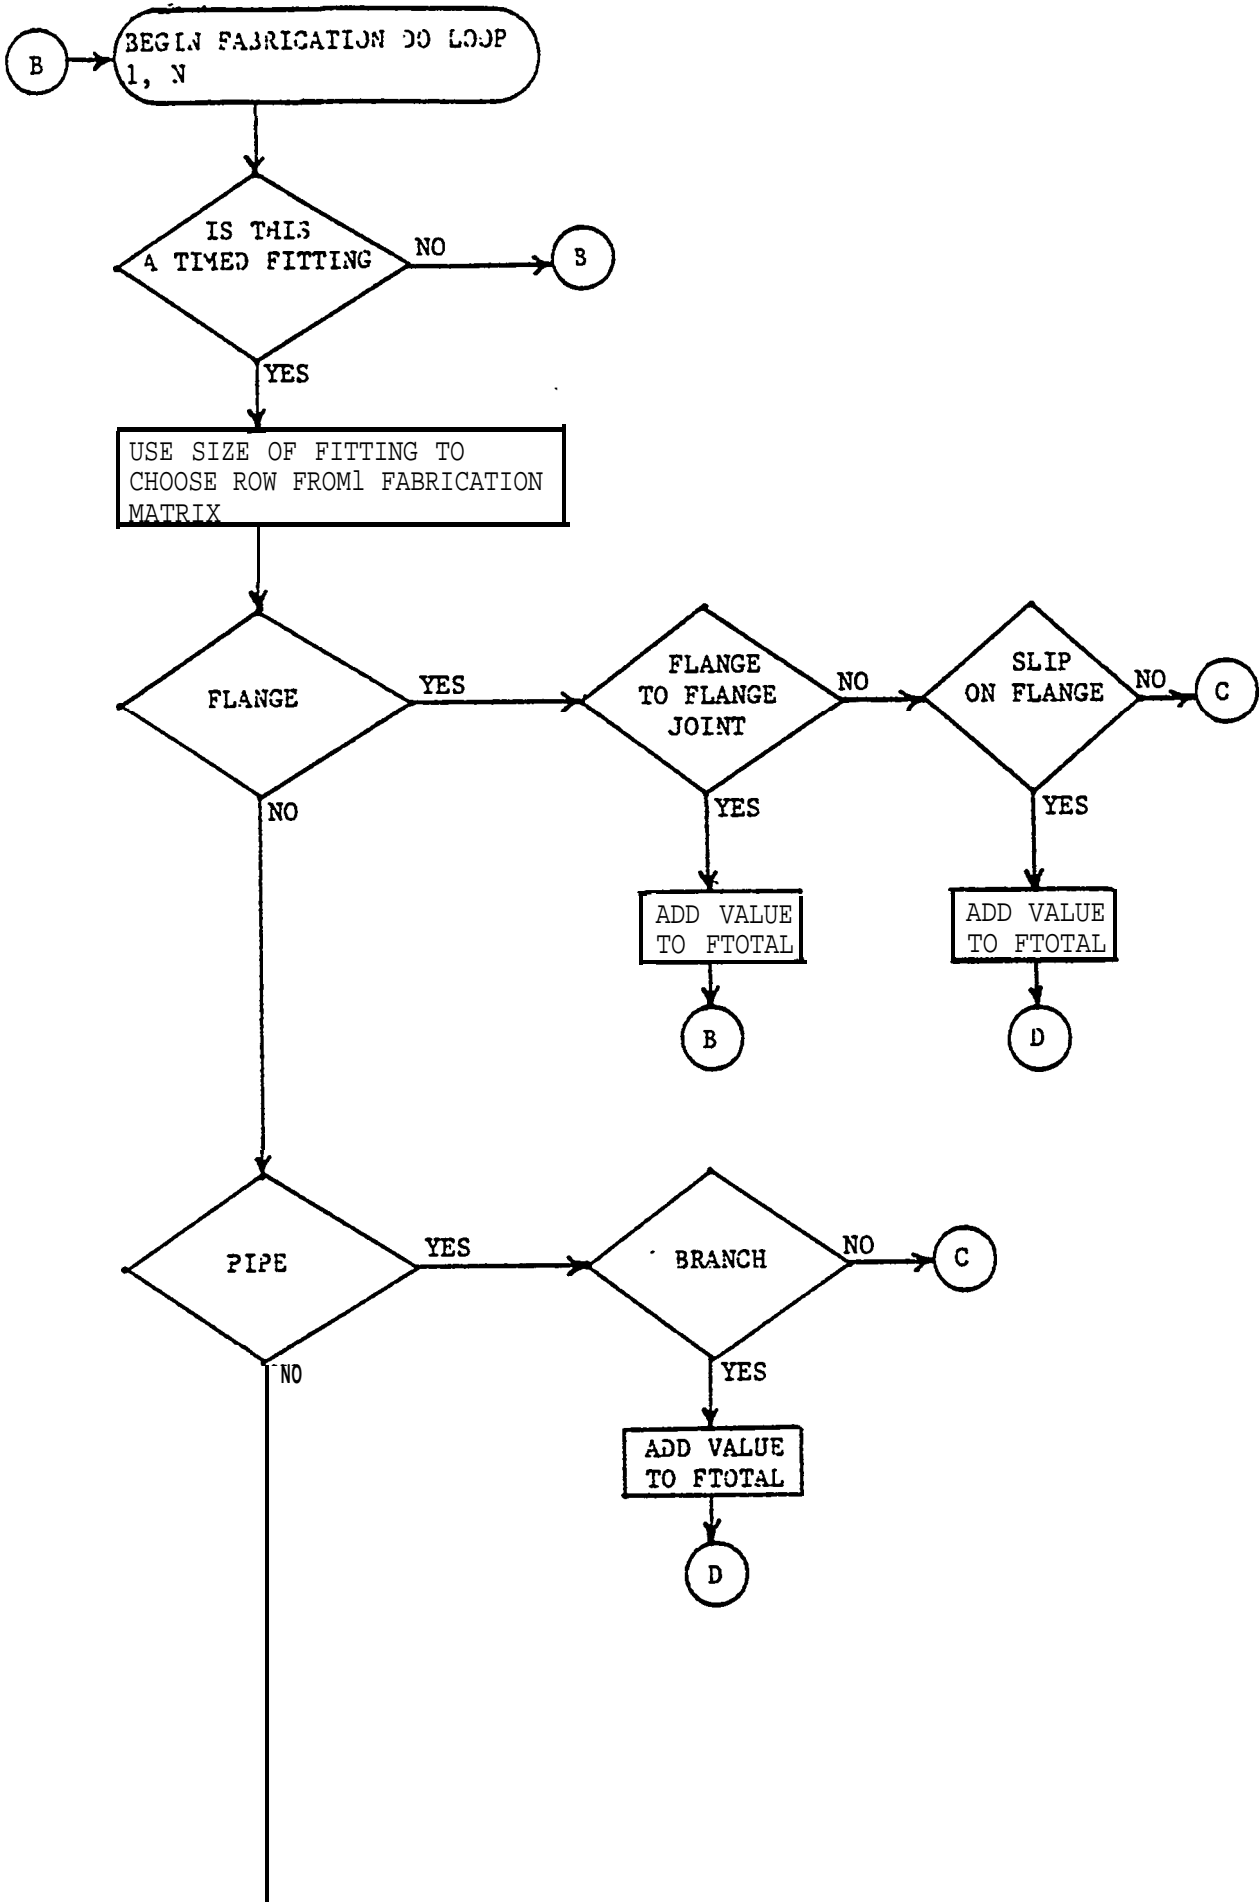 B
BEGIN FABRICATION DO LOOP
1, N
IS THIS
A TIMED FITTING
NO
B
YES
USE SIZE OF FITTING TO
CHOOSE ROW FROM1 FABRICATION
MATRIX
FLANGE
YES
FLANGE
TO FLANGE
JOINT
NO
SLIP
ON FLANGE
NO
C
NO
YES
YES
ADD VALUE
TO FTOTAL
ADD VALUE
TO FTOTAL
B
D
PIPE
YES
BRANCH
NO
C
NO
YES
ADD VALUE
TO FTOTAL
D